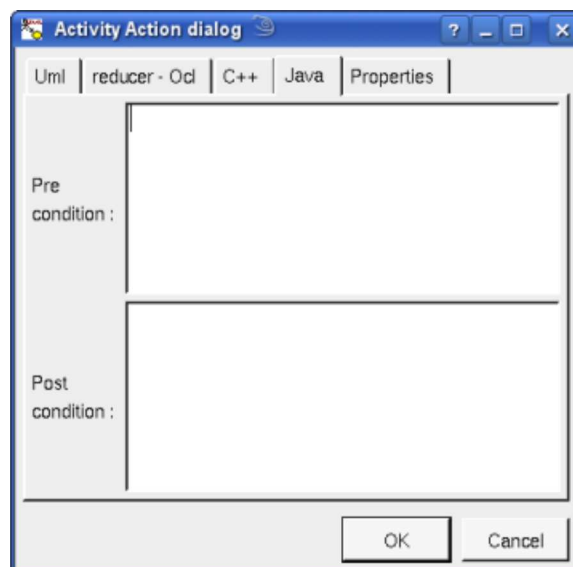 Activity Action dialog
Uml reducer - Ocl C++ Java Properties
Pre
condition :
Post
condition :
OK Cancel